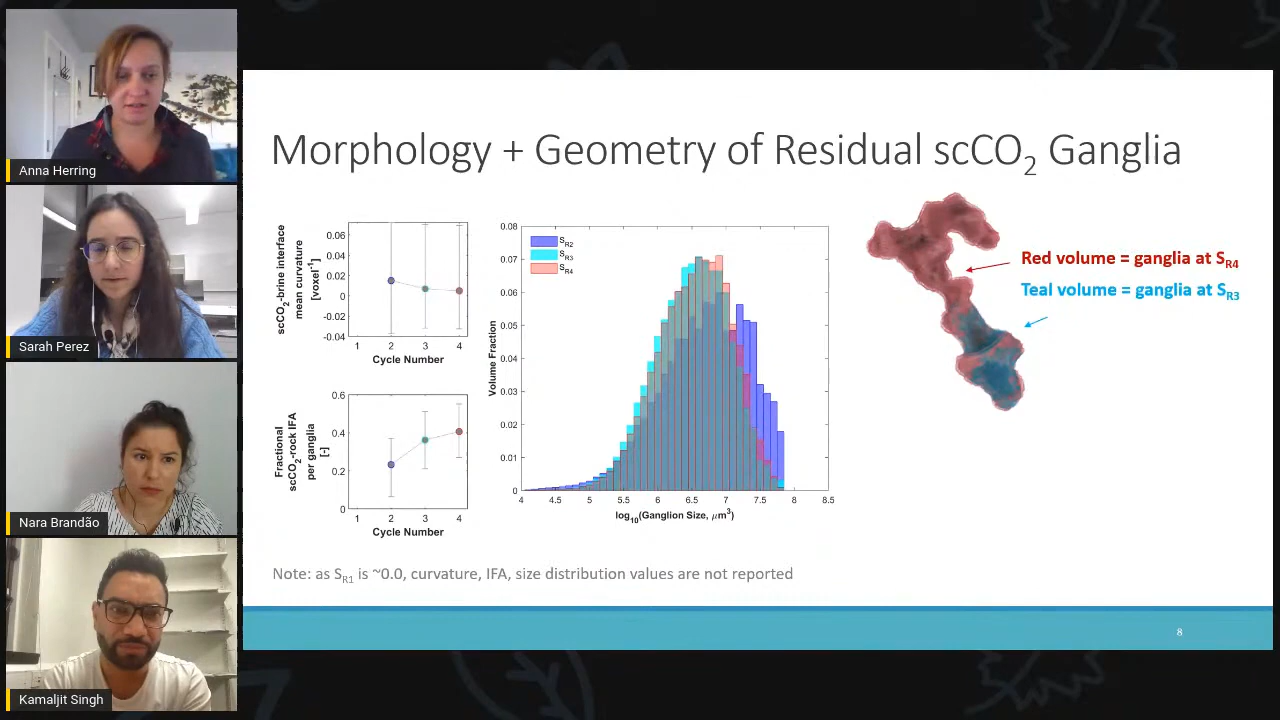 Anna Herring
Sarah Perez
Nara Brandão
Kamaljit Singh
Morphology + Geometry of Residual scCO2 Ganglia
scCO2-brine interface
mean curvature
[voxel-1]
0.06
0.04
0.02
0
-0.02
-0.04
1 2 3 4
Cycle Number
Fractional
scCO2-rock IFA
per ganglia
[-]
0.6
0.4
0.2
0
1 2 3 4
Cycle Number
Volume Fraction
0.08
0.07
0.06
0.05
0.04
0.03
0.02
0.01
0
SR2
SR3
SR4
4 4.5 5 5.5 6 6.5 7 7.5 8 8.5
log10(Ganglion Size, μm3)
Red volume = ganglia at SR4
Teal volume = ganglia at SR3
Note: as SR1 is ~0.0, curvature, IFA, size distribution values are not reported
8